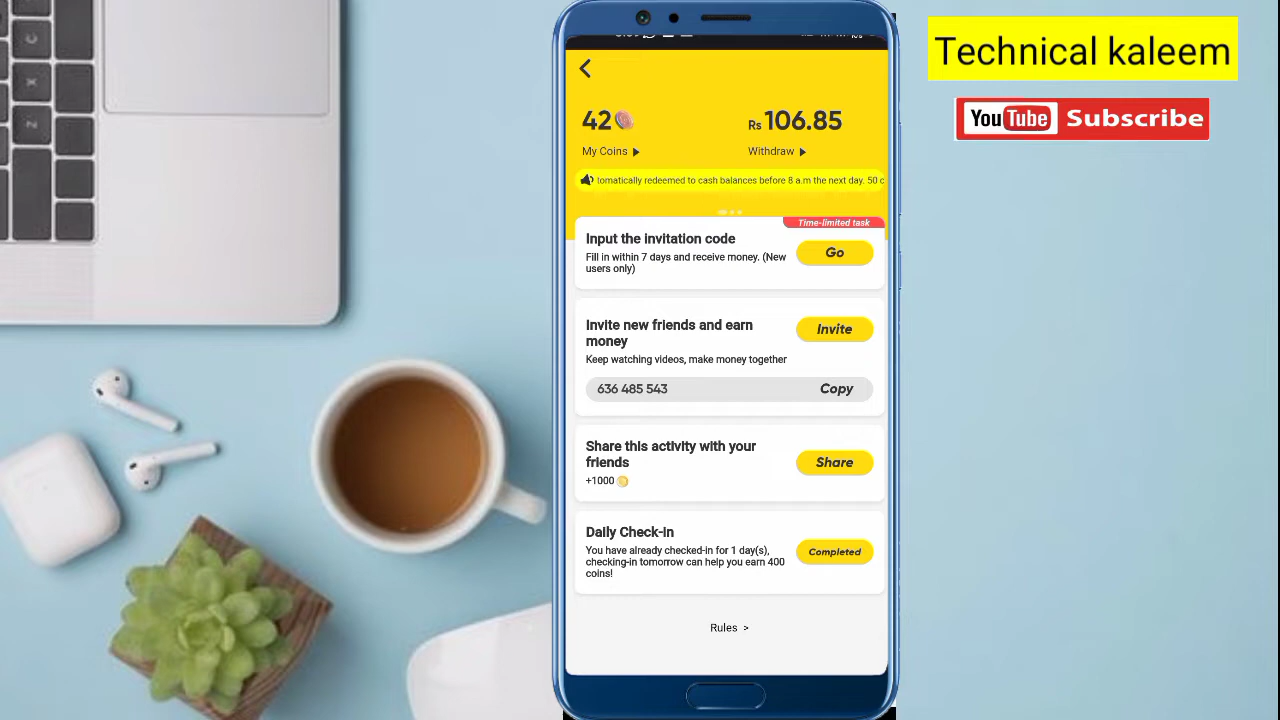 Technical kaleem
YouTube Subscribe
42
Rs 106.85
My Coins
Withdraw
tomatically redeemed to cash balances before 8 a.m the next day. 50 c
Time-limited task
Input the invitation code
Fill in within 7 days and receive money. (New
users only)
Go
Invite new friends and earn
money
Invite
Keep watching videos, make money together
636 485 543
Copy
Share this activity with your
friends
+1000
Share
Daily Check-in
You have already checked-in for 1 day(s),
checking-in tomorrow can help you earn 400
coins!
Completed
Rules >